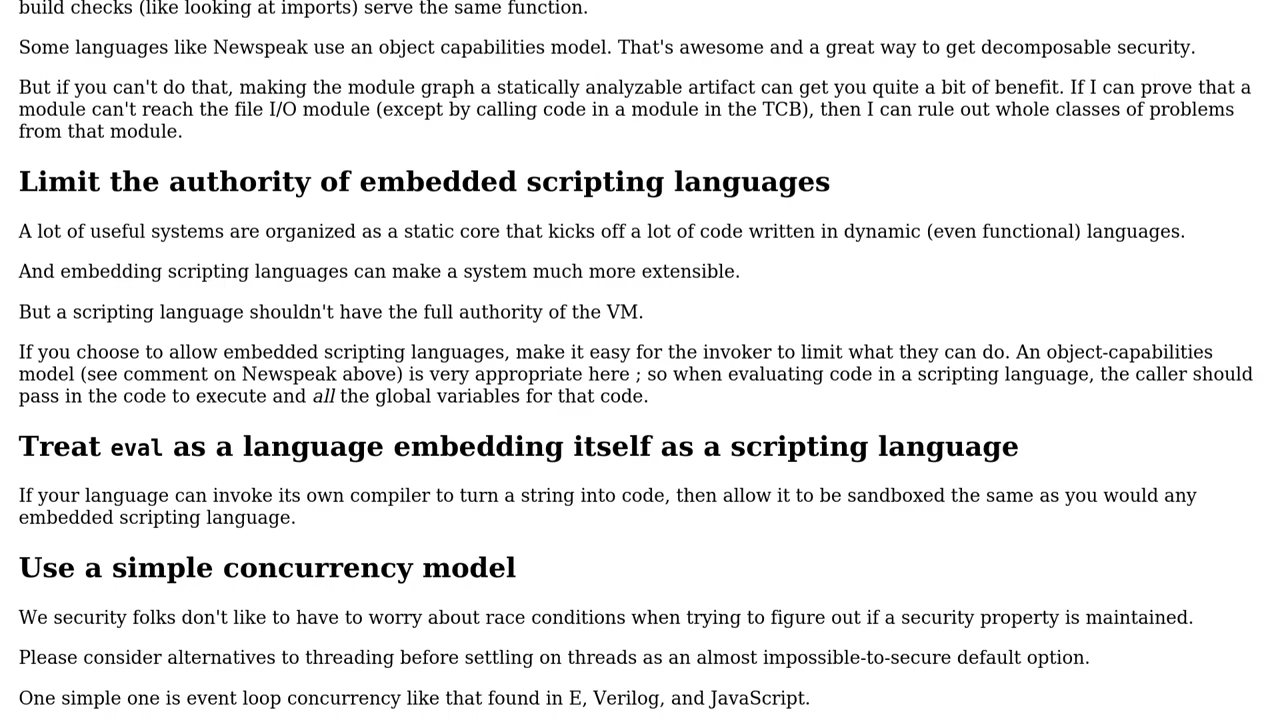 build checks (like looking at imports) serve the same function.
Some languages like Newspeak use an object capabilities model. That's awesome and a great way to get decomposable security.
But if you can't do that, making the module graph a statically analyzable artifact can get you quite a bit of benefit. If I can prove that a
module can't reach the file I/O module (except by calling code in a module in the TCB), then I can rule out whole classes of problems
from that module.
Limit the authority of embedded scripting languages
A lot of useful systems are organized as a static core that kicks off a lot of code written in dynamic (even functional) languages.
And embedding scripting languages can make a system much more extensible.
But a scripting language shouldn't have the full authority of the VM.
If you choose to allow embedded scripting languages, make it easy for the invoker to limit what they can do. An object-capabilities
model (see comment on Newspeak above) is very appropriate here ; so when evaluating code in a scripting language, the caller should
pass in the code to execute and all the global variables for that code.
Treat eval as a language embedding itself as a scripting language
If your language can invoke its own compiler to turn a string into code, then allow it to be sandboxed the same as you would any
embedded scripting language.
Use a simple concurrency model
We security folks don't like to have to worry about race conditions when trying to figure out if a security property is maintained.
Please consider alternatives to threading before settling on threads as an almost impossible-to-secure default option.
One simple one is event loop concurrency like that found in E, Verilog, and JavaScript.